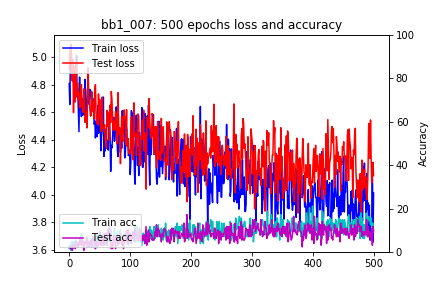 bb1_007: 500 epochs loss and accuracy
Train loss
Test loss
Train acc
Test acc
Loss
5.0
4.8
4.6
4.4
4.2
4.0
3.8
3.6
0 100 200 300 400 500
100
80
60
40
20
0
Accuracy